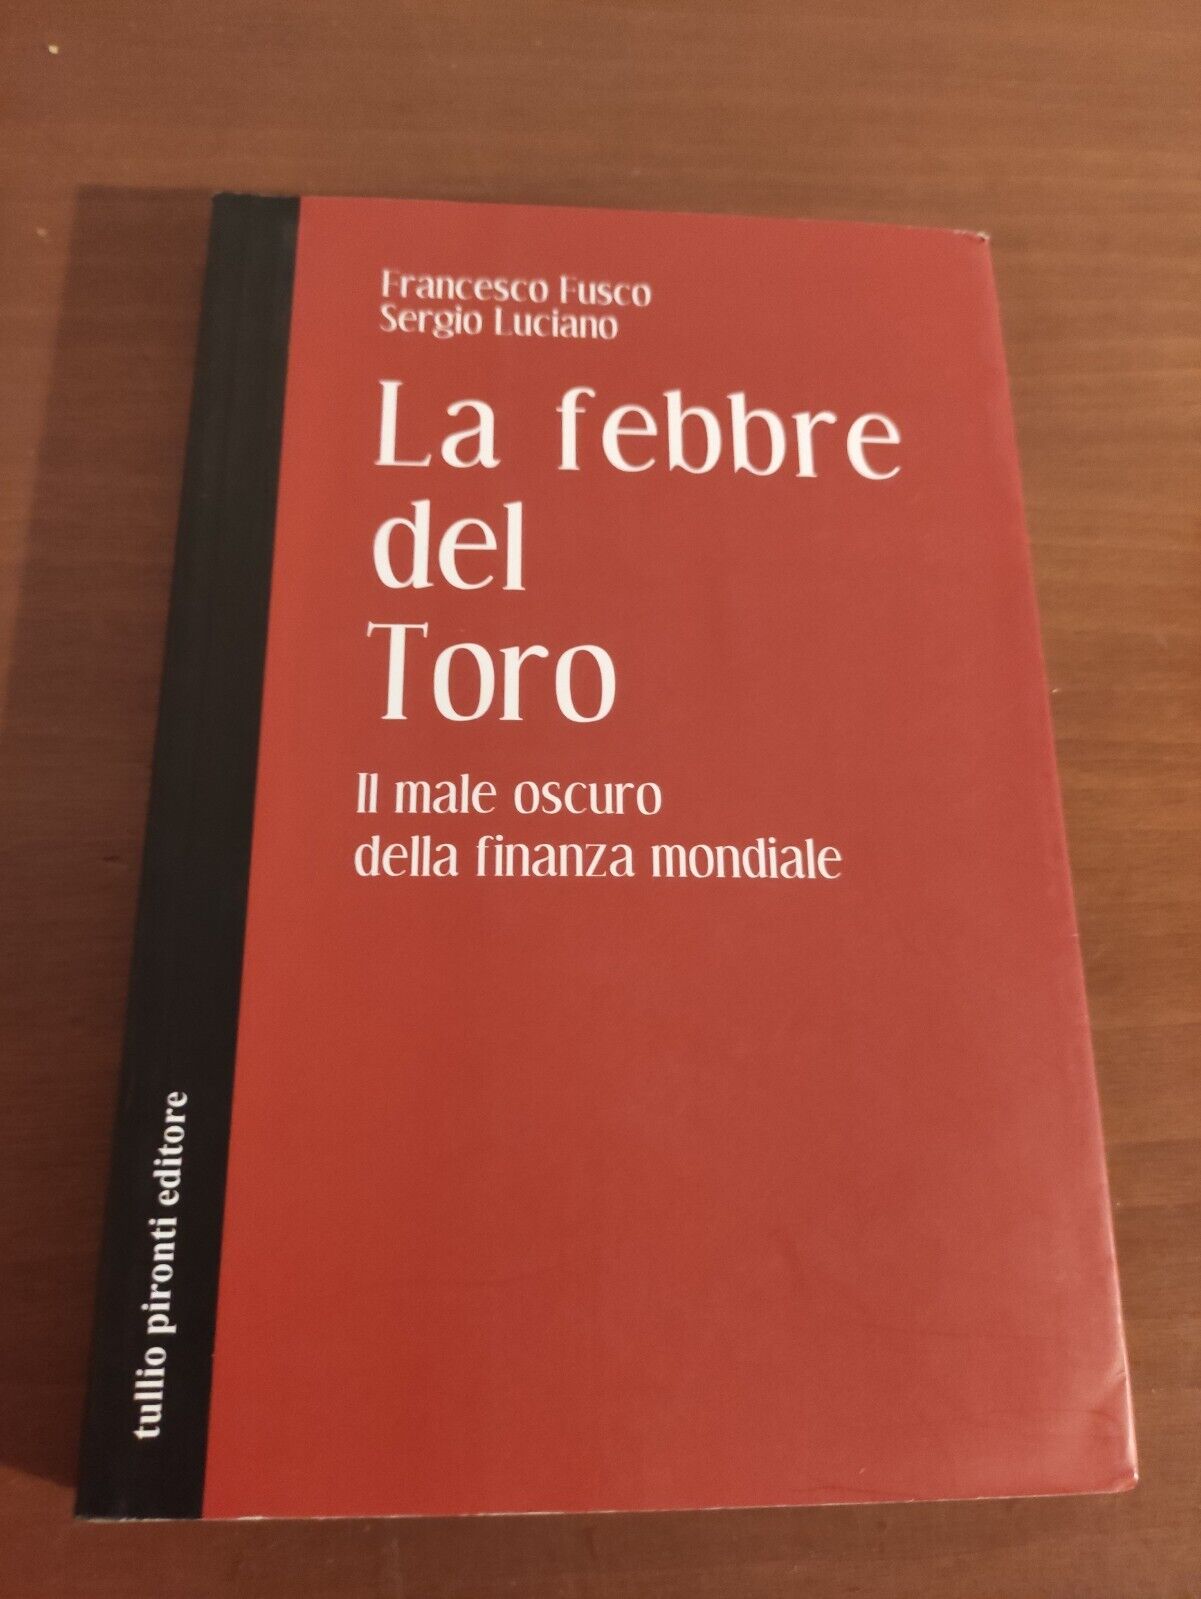 Francesco Fusco
Sergio Luciano
La febbre
del
Toro
Il male oscuro
della finanza mondiale
tullio pironti editore